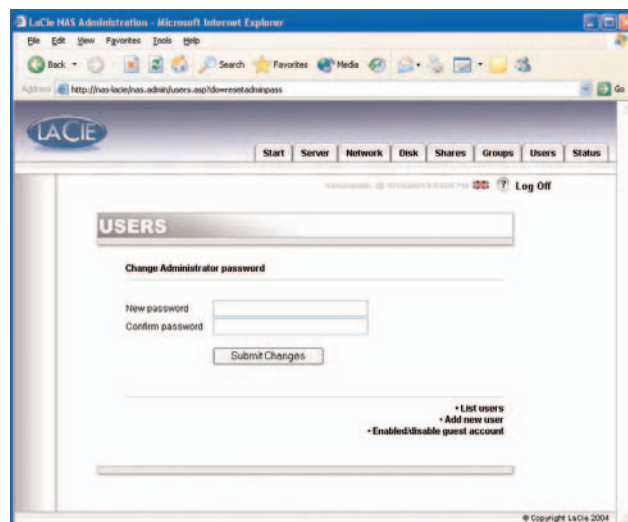 LaCie NAS Administration - Microsoft Internet Explorer
File Edit View Favorites Tools Help
Back Search Favorites Media
Address http://nas-lacie/nas.admin/users.asp?do=resetadminpass Go
LACIE
Start Server Network Disk Shares Groups Users Status
? Log Off
USERS
Change Administrator password
New password
Confirm password
Submit Changes
• List users
• Add new user
• Enabled/disable guest account
© Copyright LaCie 2004